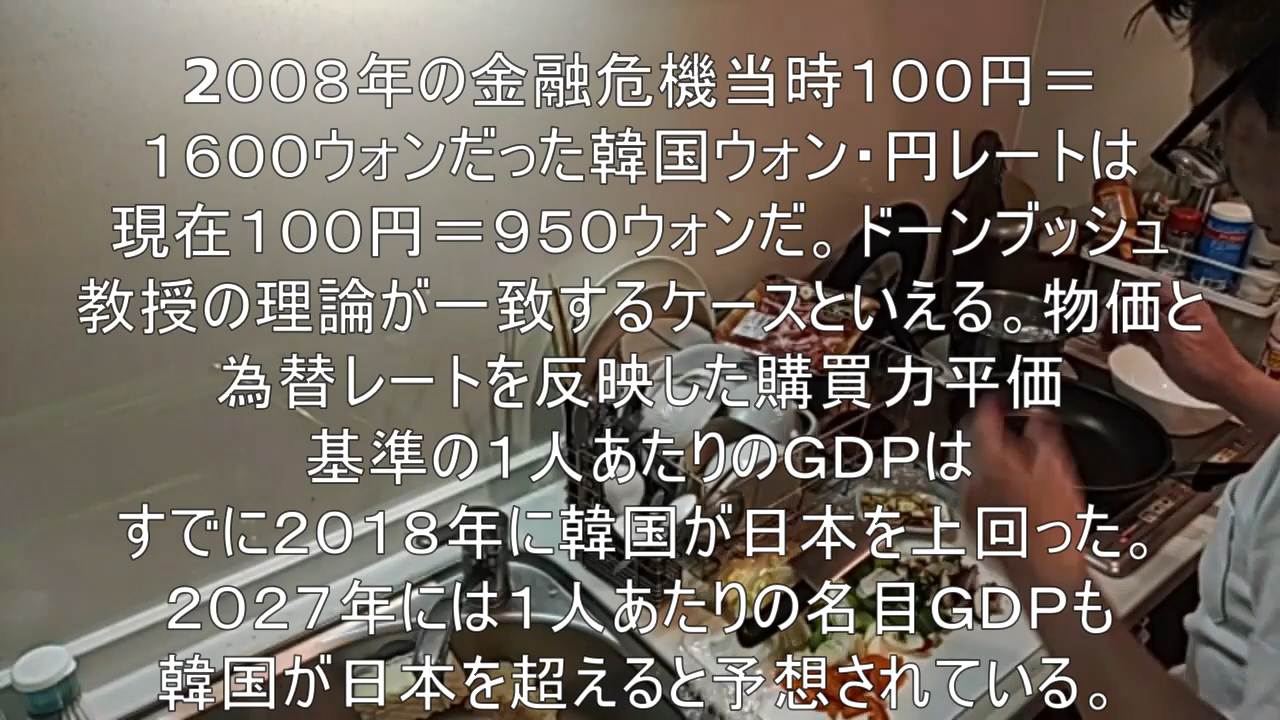 2００８年の金融危機当時１００円＝
１６００ウォンだった韓国ウォン・円レートは
現在１００円＝９５０ウォンだ。ドーンブッシュ
教授の理論が一致するケースといえる。物価と
為替レートを反映した購買力平価
基準の１人あたりのＧＤＰは
すでに２０１８年に韓国が日本を上回った。
２０２７年には１人あたりの名目ＧＤＰも
韓国が日本を超えると予想されている。